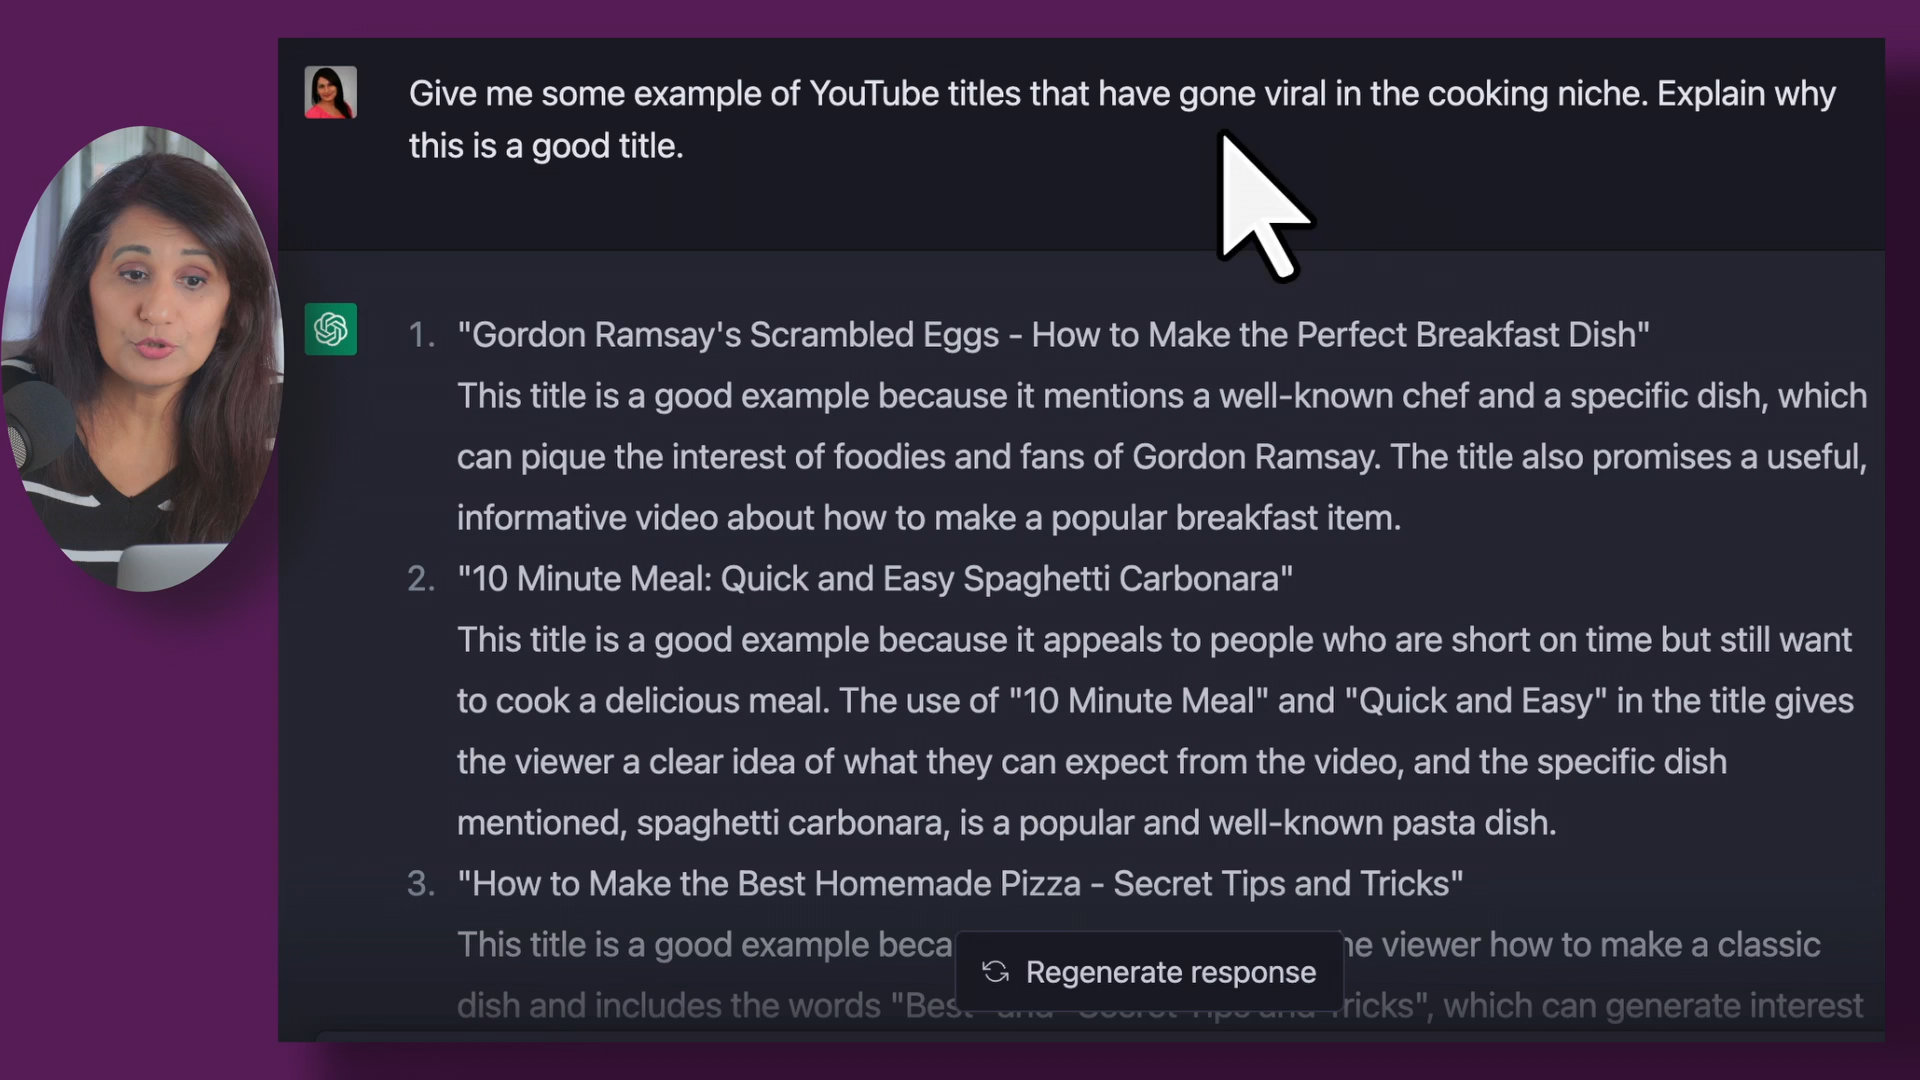 Give me some example of YouTube titles that have gone viral in the cooking niche. Explain why
this is a good title.
1. "Gordon Ramsay's Scrambled Eggs - How to Make the Perfect Breakfast Dish"
This title is a good example because it mentions a well-known chef and a specific dish, which
can pique the interest of foodies and fans of Gordon Ramsay. The title also promises a useful,
informative video about how to make a popular breakfast item.
2. "10 Minute Meal: Quick and Easy Spaghetti Carbonara"
This title is a good example because it appeals to people who are short on time but still want
to cook a delicious meal. The use of "10 Minute Meal" and "Quick and Easy" in the title gives
the viewer a clear idea of what they can expect from the video, and the specific dish
mentioned, spaghetti carbonara, is a popular and well-known pasta dish.
3. "How to Make the Best Homemade Pizza - Secret Tips and Tricks"
This title is a good example viewer how to make a classic
Regenerate response
dish and includes the words "Best" and "Secret Tips and Tricks", which can generate interest